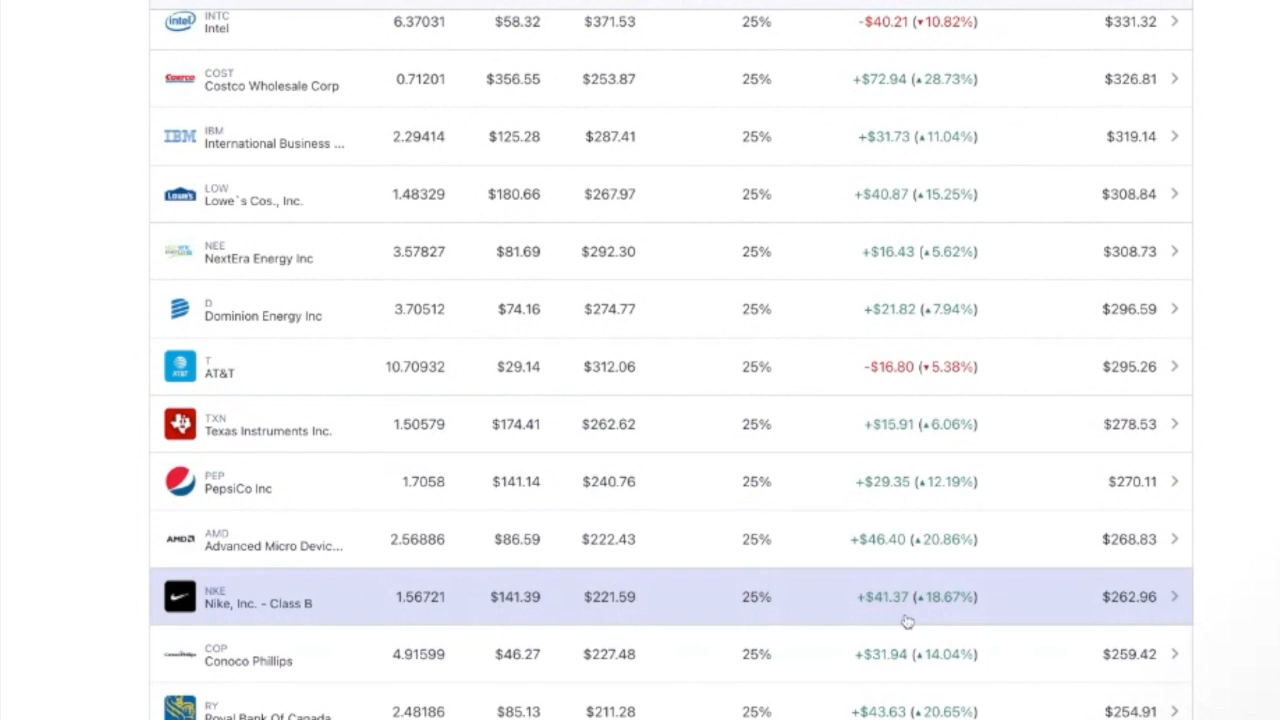 intel INTC 6.37031 $58.32 $371.53 25% -$40.21 (▾10.82%) $331.32
Intel
Costco COST
Costco Wholesale Corp 0.71201 $356.55 $253.87 25% +$72.94 (▴28.73%) $326.81
IBM IBM
International Business ... 2.29414 $125.28 $287.41 25% +$31.73 (▴11.04%) $319.14
LOWE'S LOW
Lowe`s Cos., Inc. 1.48329 $180.66 $267.97 25% +$40.87 (▴15.25%) $308.84
NEE
NextEra Energy Inc 3.57827 $81.69 $292.30 25% +$16.43 (▴5.62%) $308.73
D
Dominion Energy Inc 3.70512 $74.16 $274.77 25% +$21.82 (▴7.94%) $296.59
AT&T T
AT&T 10.70932 $29.14 $312.06 25% -$16.80 (▾5.38%) $295.26
TXN
Texas Instruments Inc. 1.50579 $174.41 $262.62 25% +$15.91 (▴6.06%) $278.53
PEP
PepsiCo Inc 1.7058 $141.14 $240.76 25% +$29.35 (▴12.19%) $270.11
AMD AMD
Advanced Micro Devic... 2.56886 $86.59 $222.43 25% +$46.40 (▴20.86%) $268.83
NKE
Nike, Inc. - Class B 1.56721 $141.39 $221.59 25% +$41.37 (▴18.67%) $262.96
ConocoPhillips COP
Conoco Phillips 4.91599 $46.27 $227.48 25% +$31.94 (▴14.04%) $259.42
RY
Royal Bank Of Canada 2.48186 $85.13 $211.28 25% +$43.63 (▴20.65%) $254.91